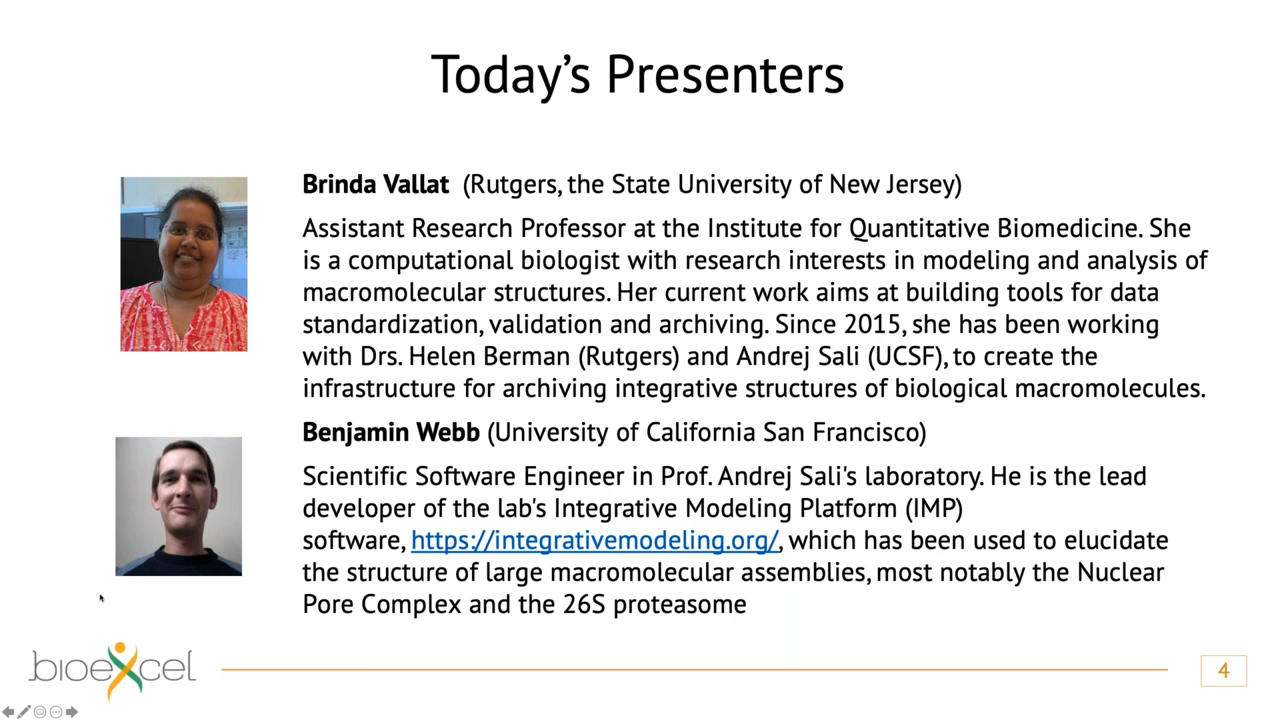 Today’s Presenters
Brinda Vallat (Rutgers, the State University of New Jersey)
Assistant Research Professor at the Institute for Quantitative Biomedicine. She
is a computational biologist with research interests in modeling and analysis of
macromolecular structures. Her current work aims at building tools for data
standardization, validation and archiving. Since 2015, she has been working
with Drs. Helen Berman (Rutgers) and Andrej Sali (UCSF), to create the
infrastructure for archiving integrative structures of biological macromolecules.
Benjamin Webb (University of California San Francisco)
Scientific Software Engineer in Prof. Andrej Sali's laboratory. He is the lead
developer of the lab's Integrative Modeling Platform (IMP)
software, https://integrativemodeling.org/, which has been used to elucidate
the structure of large macromolecular assemblies, most notably the Nuclear
Pore Complex and the 26S proteasome
bioexcel
4